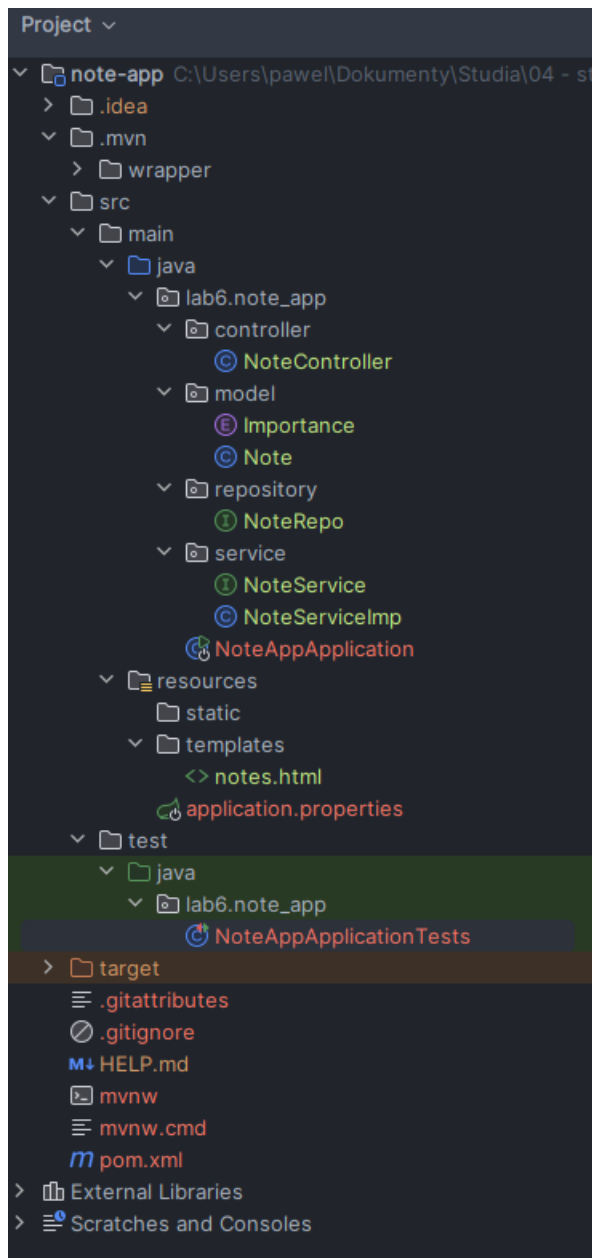 Project
note-app C:\Users\pawel\Dokumenty\Studia\04 - st
.idea
.mvn
wrapper
src
main
java
lab6.note_app
controller
C NoteController
model
E Importance
C Note
repository
I NoteRepo
service
I NoteService
C NoteServiceImp
NoteAppApplication
resources
static
templates
<> notes.html
application.properties
test
java
lab6.note_app
NoteAppApplicationTests
target
.gitattributes
.gitignore
M↓ HELP.md
mvnw
mvnw.cmd
m pom.xml
External Libraries
Scratches and Consoles